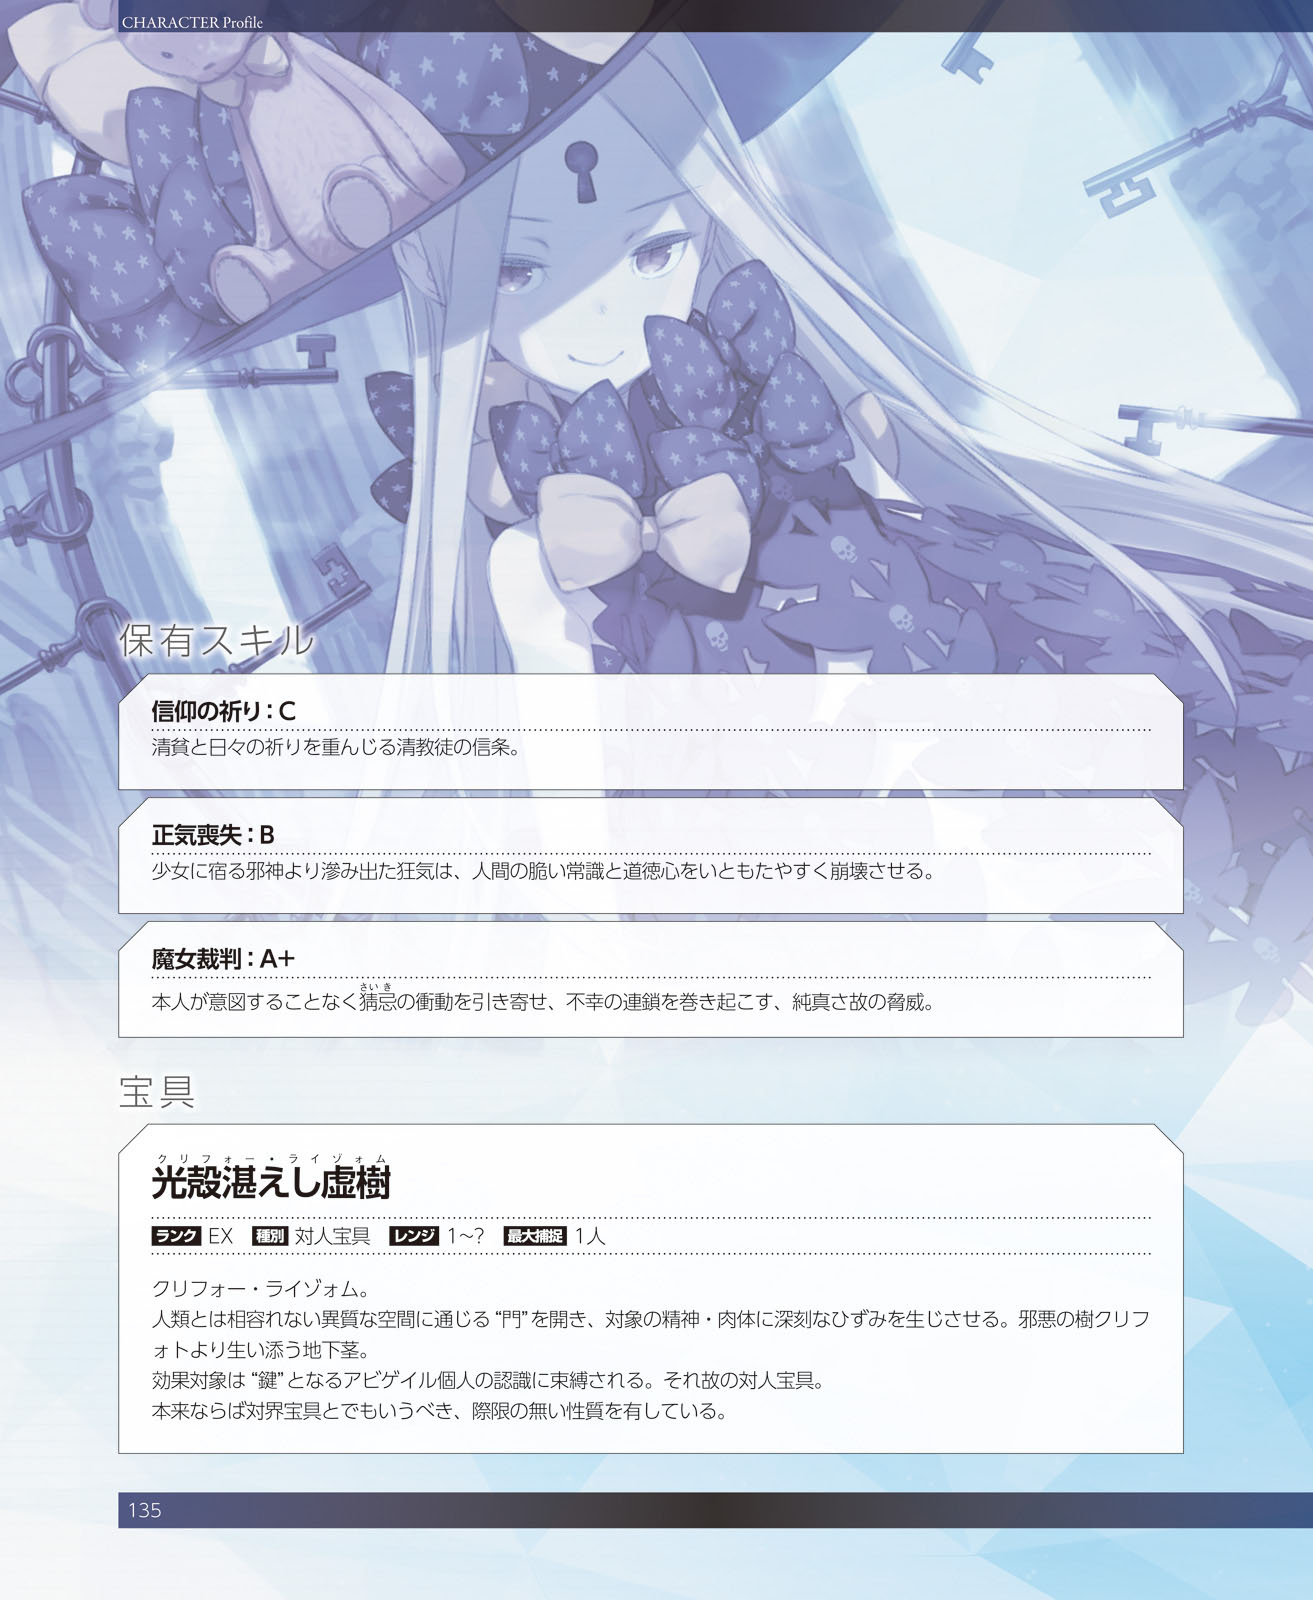 CHARACTER Profile
保有スキル
信仰の祈り：C
清貧と日々の祈りを重んじる清教徒の信条。
正気喪失：B
少女に宿る邪神より滲み出た狂気は、人間の脆い常識と道徳心をいともたやすく崩壊させる。
魔女裁判：A+
さいき
本人が意図することなく猜忌の衝動を引き寄せ、不幸の連鎖を巻き起こす、純真さ故の脅威。
宝具
クリフォー・ライゾォム
光殻湛えし虚樹
ランク EX 種別 対人宝具 レンジ 1～? 最大捕捉 1人
クリフォー・ライゾォム。
人類とは相容れない異質な空間に通じる“門”を開き、対象の精神・肉体に深刻なひずみを生じさせる。邪悪の樹クリフ
ォトより生い添う地下茎。
効果対象は“鍵”となるアビゲイル個人の認識に束縛される。それ故の対人宝具。
本来ならば対界宝具とでもいうべき、際限の無い性質を有している。
135